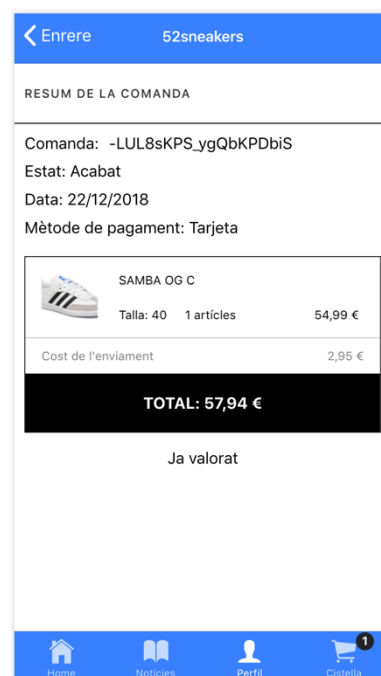 Enrere
52sneakers
RESUM DE LA COMANDA
Comanda: -LUL8sKPS_ygQbKPDbiS
Estat: Acabat
Data: 22/12/2018
Mètode de pagament: Tarjeta
SAMBA OG C
Talla: 40 1 artícles 54,99 €
Cost de l'enviament 2,95 €
TOTAL: 57,94 €
Ja valorat
1
Home Noticies Perfil Cistella